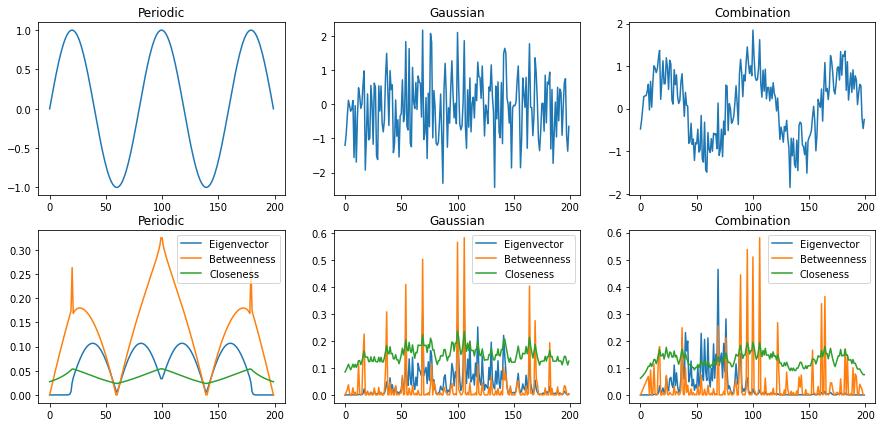 Periodic
1.0
0.5
0.0
−0.5
−1.0
0 50 100 150 200
Gaussian
2
1
0
−1
−2
0 50 100 150 200
Combination
2
1
0
−1
−2
0 50 100 150 200
Periodic
0.30
0.25
0.20
0.15
0.10
0.05
0.00
0 50 100 150 200
Eigenvector
Betweenness
Closeness
Gaussian
0.6
0.5
0.4
0.3
0.2
0.1
0.0
0 50 100 150 200
Eigenvector
Betweenness
Closeness
Combination
0.6
0.5
0.4
0.3
0.2
0.1
0.0
0 50 100 150 200
Eigenvector
Betweenness
Closeness